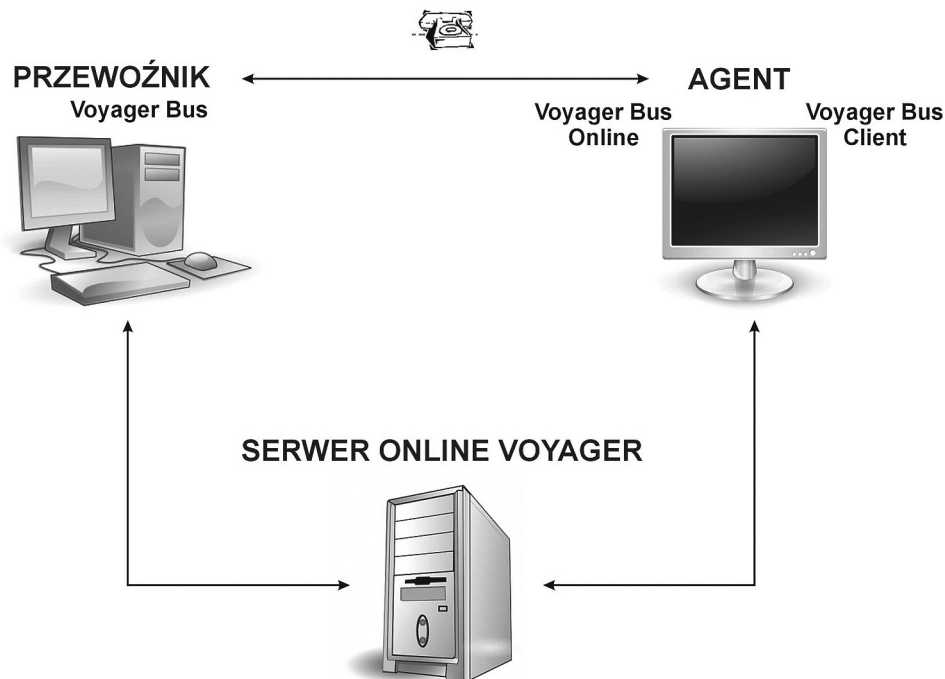 PRZEWOŹNIK
Voyager Bus
AGENT
Voyager Bus
Online
Voyager Bus
Client
SERWER ONLINE VOYAGER